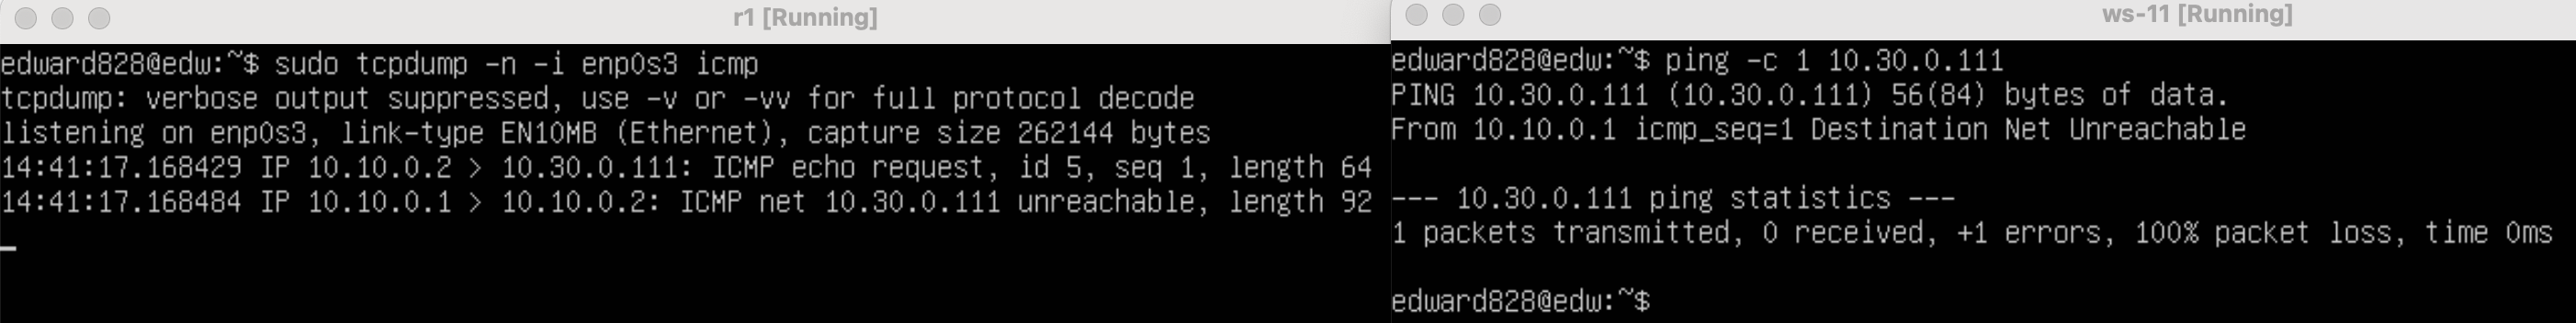 r1 [Running]
edward828@edw:~$ sudo tcpdump -n -i enp0s3 icmp
tcpdump: verbose output suppressed, use -v or -vv for full protocol decode
listening on enp0s3, link-type EN10MB (Ethernet), capture size 262144 bytes
14:41:17.168429 IP 10.10.0.2 > 10.30.0.111: ICMP echo request, id 5, seq 1, length 64
14:41:17.168484 IP 10.10.0.1 > 10.10.0.2: ICMP net 10.30.0.111 unreachable, length 92
ws-11 [Running]
edward828@edw:~$ ping -c 1 10.30.0.111
PING 10.30.0.111 (10.30.0.111) 56(84) bytes of data.
From 10.10.0.1 icmp_seq=1 Destination Net Unreachable
--- 10.30.0.111 ping statistics ---
1 packets transmitted, 0 received, +1 errors, 100% packet loss, time 0ms
edward828@edw:~$